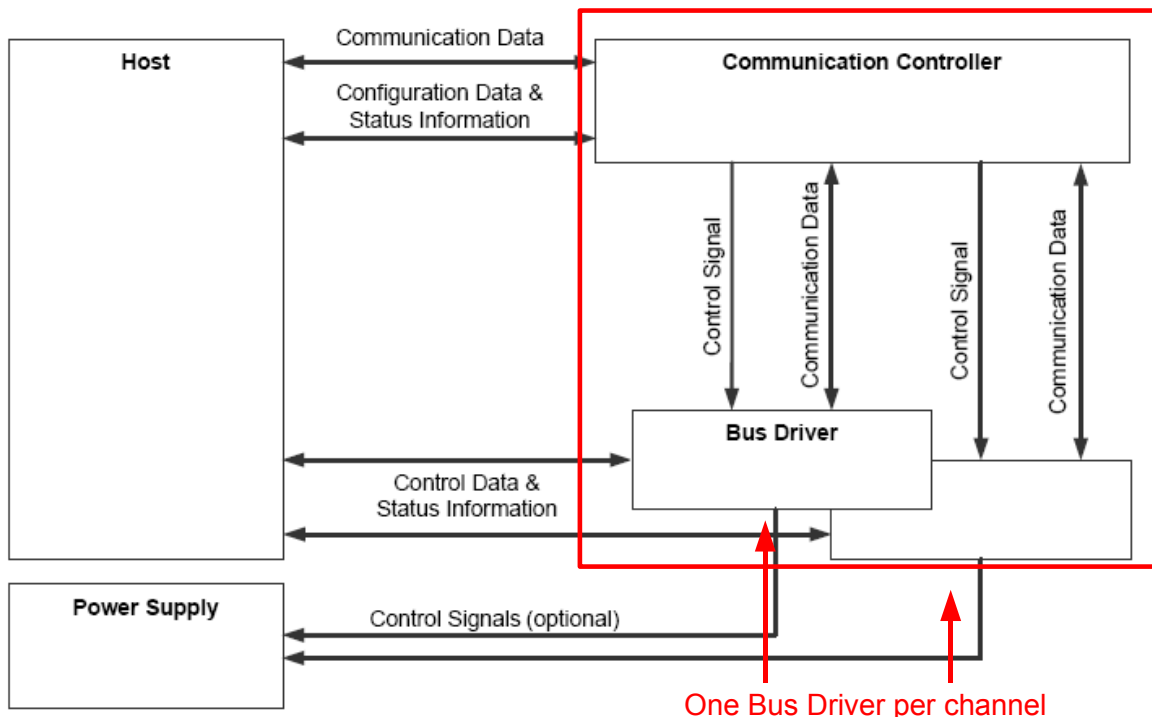 Communication Data
Host
Communication Controller
Configuration Data &
Status Information
Control Signal
Communication Data
Control Signal
Communication Data
Bus Driver
Control Data &
Status Information
Power Supply
Control Signals (optional)
One Bus Driver per channel